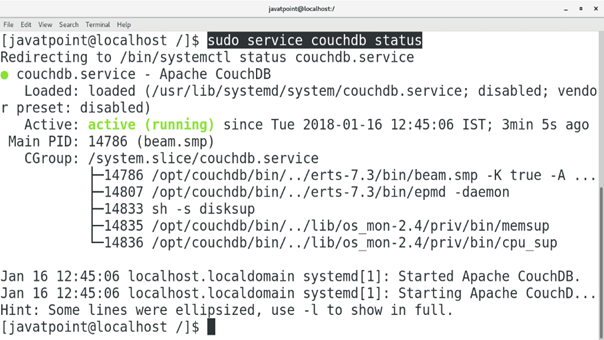 javatpoint@localhost:/
File Edit View Search Terminal Help
[javatpoint@localhost /]$ sudo service couchdb status
Redirecting to /bin/systemctl status couchdb.service
● couchdb.service - Apache CouchDB
Loaded: loaded (/usr/lib/systemd/system/couchdb.service; disabled; vendo
r preset: disabled)
Active: active (running) since Tue 2018-01-16 12:45:06 IST; 3min 5s ago
Main PID: 14786 (beam.smp)
CGroup: /system.slice/couchdb.service
├─14786 /opt/couchdb/bin/../erts-7.3/bin/beam.smp -K true -A ...
├─14807 /opt/couchdb/bin/../erts-7.3/bin/epmd -daemon
├─14833 sh -s disksup
├─14835 /opt/couchdb/bin/../lib/os_mon-2.4/priv/bin/memsup
└─14836 /opt/couchdb/bin/../lib/os_mon-2.4/priv/bin/cpu_sup
Jan 16 12:45:06 localhost.localdomain systemd[1]: Started Apache CouchDB.
Jan 16 12:45:06 localhost.localdomain systemd[1]: Starting Apache CouchD...
Hint: Some lines were ellipsized, use -l to show in full.
[javatpoint@localhost /]$